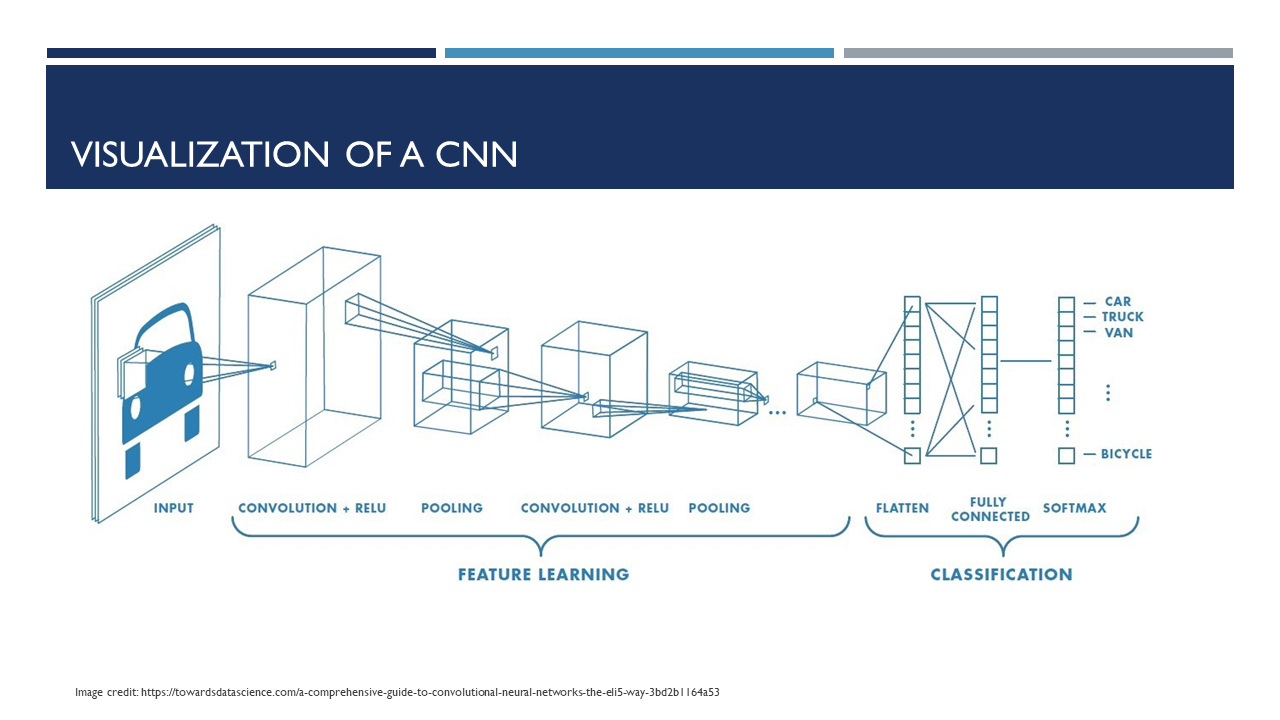 VISUALIZATION OF A CNN
CAR
TRUCK
VAN
BICYCLE
INPUT
CONVOLUTION + RELU
POOLING
CONVOLUTION + RELU
POOLING
FLATTEN
FULLY
CONNECTED
SOFTMAX
FEATURE LEARNING
CLASSIFICATION
Image credit: https://towardsdatascience.com/a-comprehensive-guide-to-convolutional-neural-networks-the-eli5-way-3bd2b1164a53